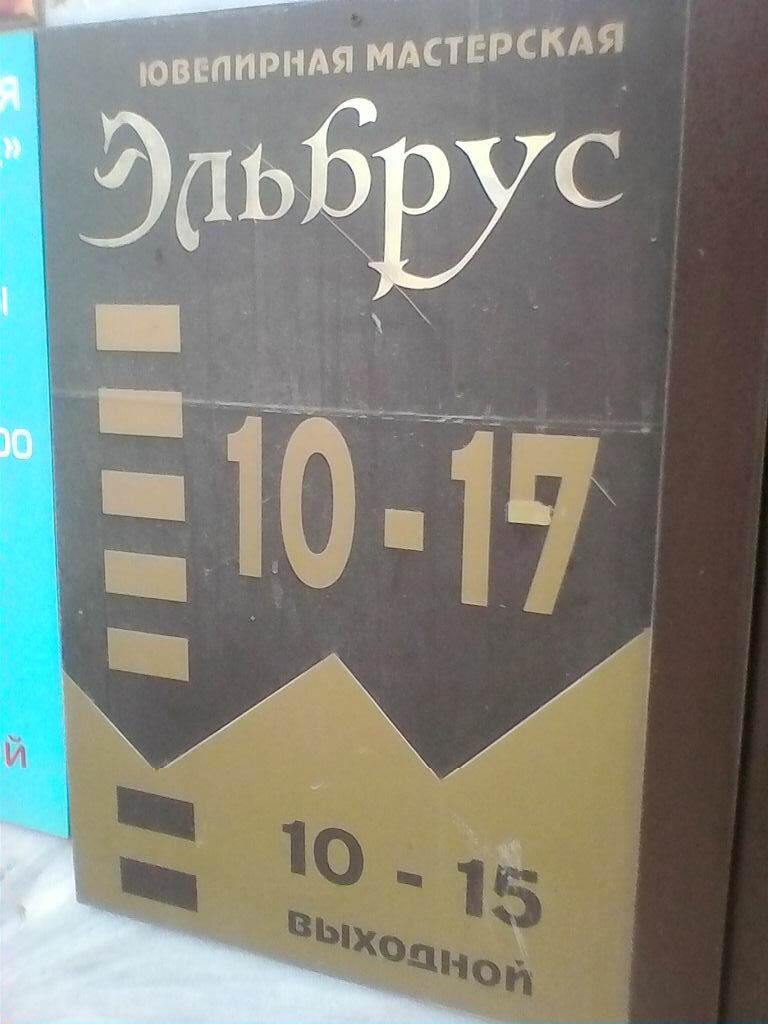 ЮВЕЛИРНАЯ МАСТЕРСКАЯ
Эльбрус
10-17
10 - 15
выходной